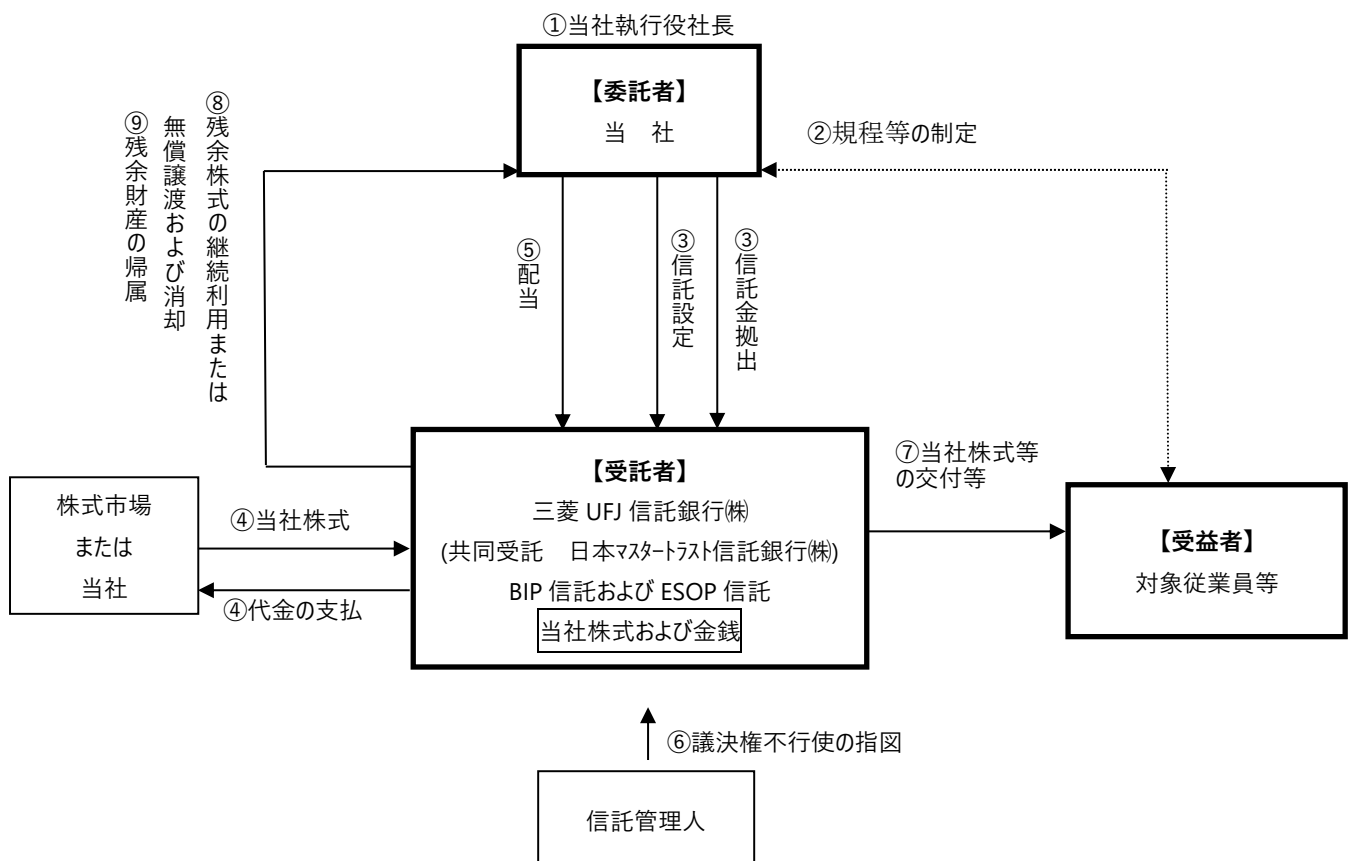 ①当社執行役社長
【委託者】
当　社
②規程等の制定
⑧残余株式の継続利用または
無償譲渡および消却
⑨残余財産の帰属
⑤配当
③信託設定
③信託金拠出
【受託者】
三菱 UFJ 信託銀行㈱
(共同受託　日本ﾏｽﾀｰﾄﾗｽﾄ信託銀行㈱)
BIP 信託および ESOP 信託
当社株式および金銭
株式市場
または
当社
④当社株式
④代金の支払
⑦当社株式等
の交付等
【受益者】
対象従業員等
⑥議決権不行使の指図
信託管理人